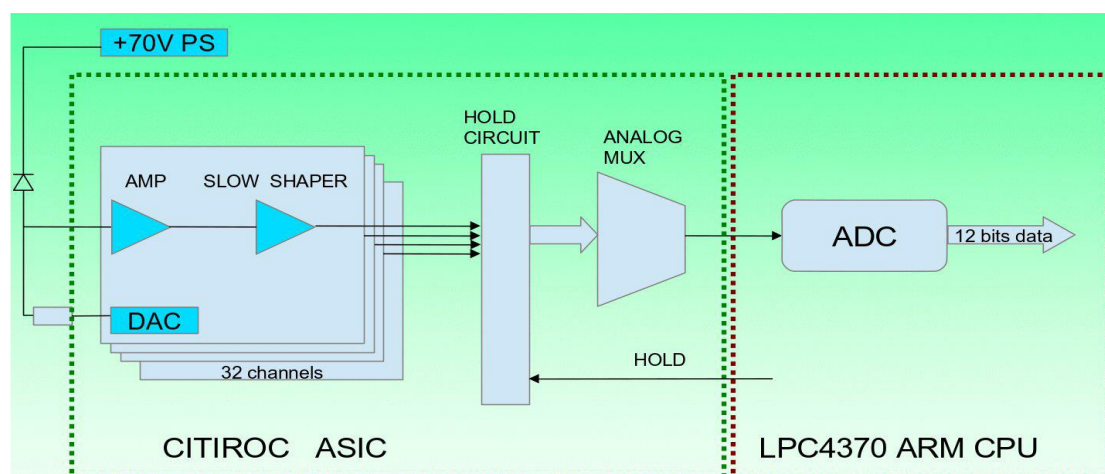 +70V PS
HOLD
CIRCUIT
ANALOG
MUX
AMP
SLOW SHAPER
ADC
12 bits data
DAC
HOLD
32 channels
CITIROC ASIC
LPC4370 ARM CPU